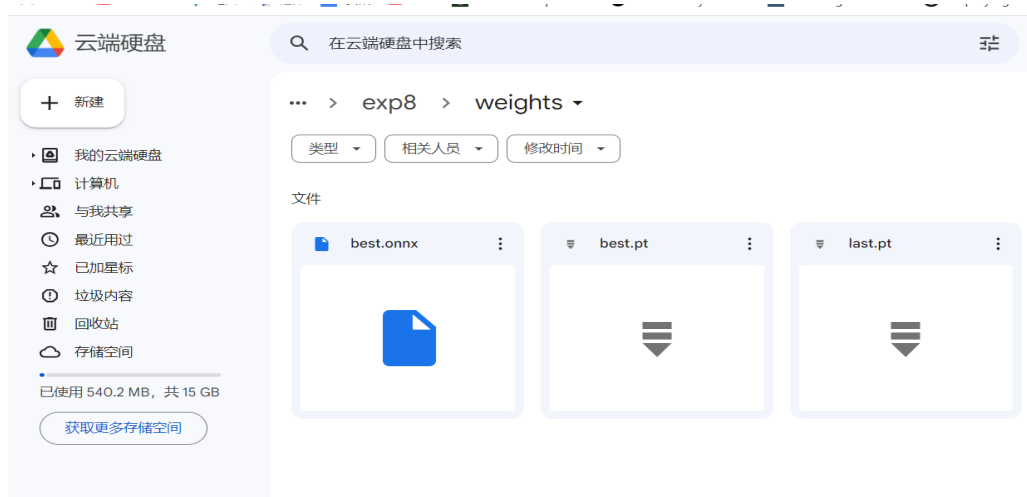 云端硬盘
在云端硬盘中搜索
新建
exp8 > weights
类型
相关人员
修改时间
我的云端硬盘
计算机
与我共享
最近用过
已加星标
垃圾内容
回收站
存储空间
已使用 540.2 MB，共 15 GB
获取更多存储空间
文件
best.onnx
best.pt
last.pt